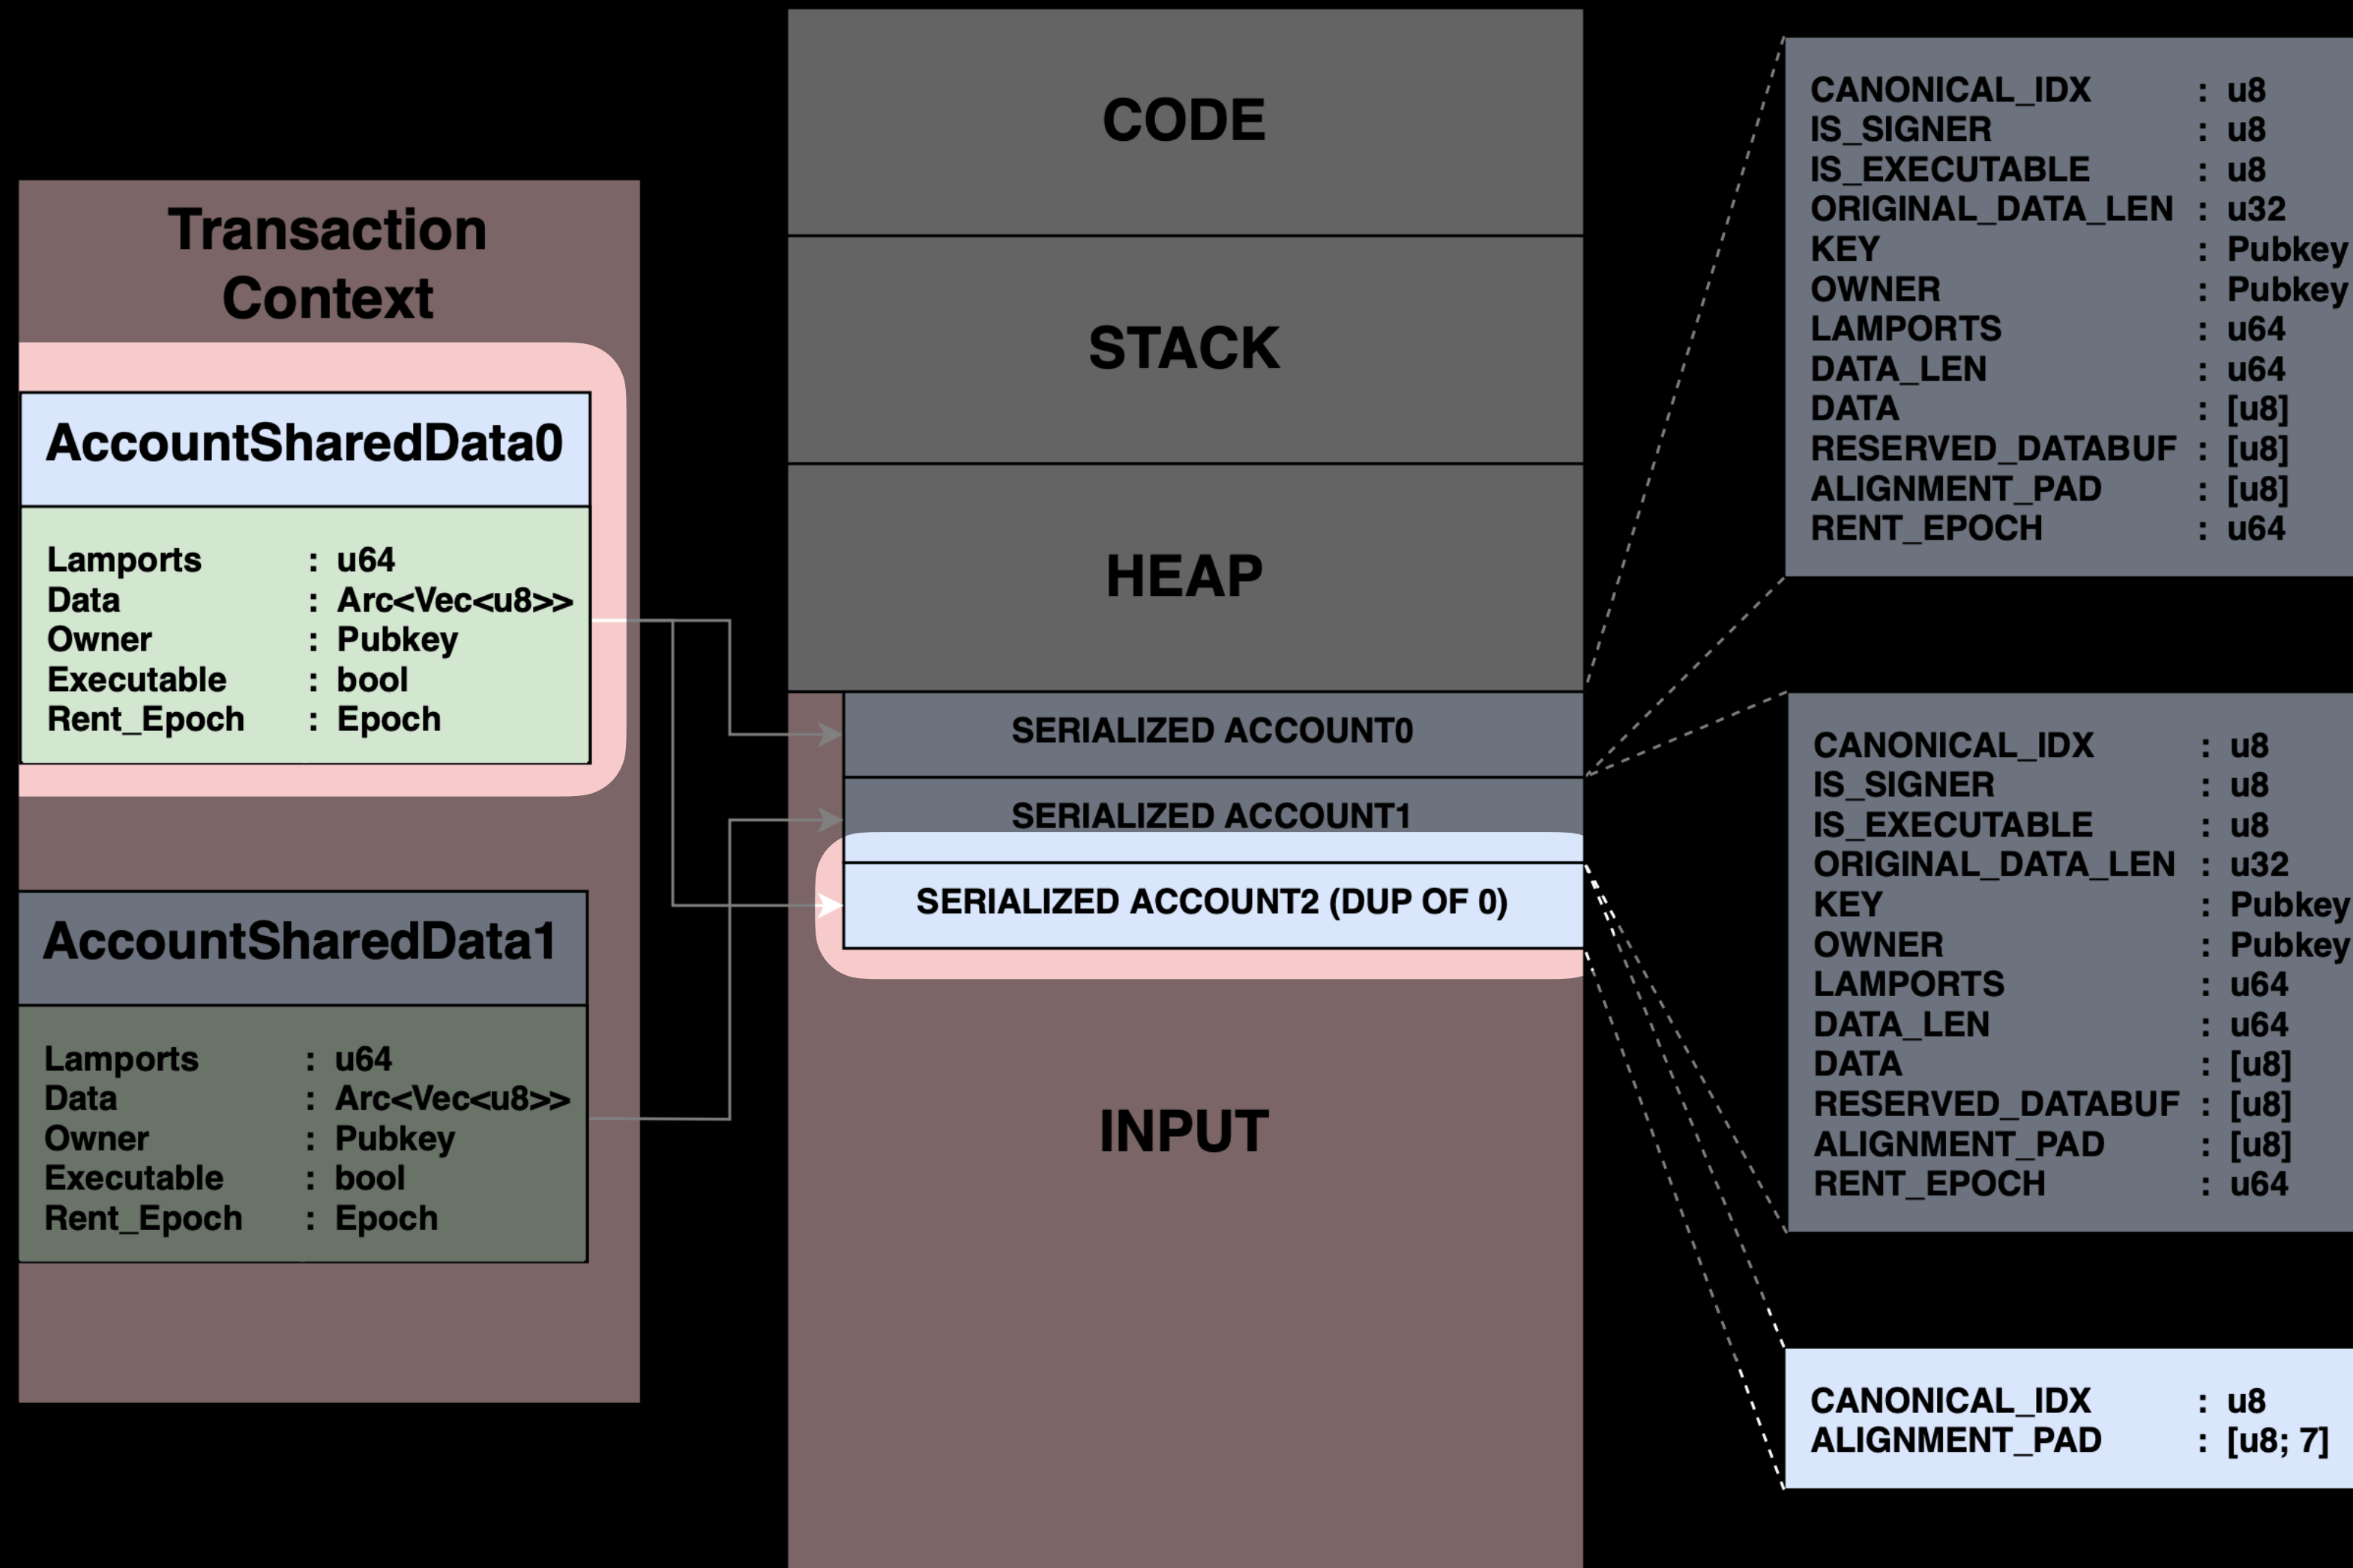 Transaction
Context
AccountSharedData0
Lamports : u64
Data : Arc<Vec<u8>>
Owner : Pubkey
Executable : bool
Rent_Epoch : Epoch
AccountSharedData1
Lamports : u64
Data : Arc<Vec<u8>>
Owner : Pubkey
Executable : bool
Rent_Epoch : Epoch
CODE
STACK
HEAP
SERIALIZED ACCOUNT0
SERIALIZED ACCOUNT1
SERIALIZED ACCOUNT2 (DUP OF 0)
INPUT
CANONICAL_IDX : u8
IS_SIGNER : u8
IS_EXECUTABLE : u8
ORIGINAL_DATA_LEN : u32
KEY : Pubkey
OWNER : Pubkey
LAMPORTS : u64
DATA_LEN : u64
DATA : [u8]
RESERVED_DATABUF : [u8]
ALIGNMENT_PAD : [u8]
RENT_EPOCH : u64
CANONICAL_IDX : u8
IS_SIGNER : u8
IS_EXECUTABLE : u8
ORIGINAL_DATA_LEN : u32
KEY : Pubkey
OWNER : Pubkey
LAMPORTS : u64
DATA_LEN : u64
DATA : [u8]
RESERVED_DATABUF : [u8]
ALIGNMENT_PAD : [u8]
RENT_EPOCH : u64
CANONICAL_IDX : u8
ALIGNMENT_PAD : [u8; 7]